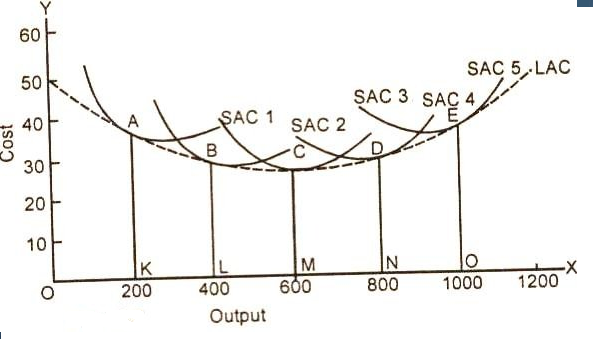 Y
60
50
40
30
20
10
Cost
A
B
C
D
E
SAC 1
SAC 2
SAC 3
SAC 4
SAC 5
LAC
K
L
M
N
O
X
O
200
400
600
800
1000
1200
Output